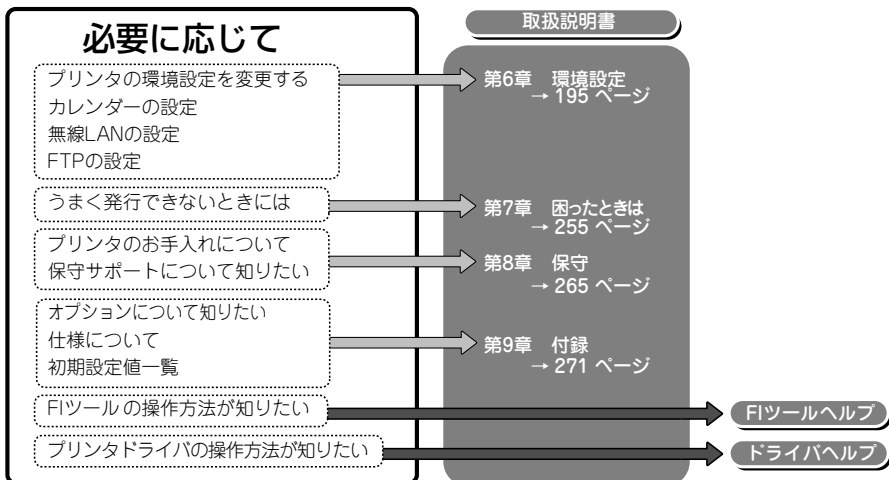 必要に応じて
取扱説明書
プリンタの環境設定を変更する
カレンダーの設定
無線LANの設定
FTPの設定
第6章 環境設定
→ 195 ページ
うまく発行できないときには
第7章 困ったときは
→ 255 ページ
プリンタのお手入れについて
保守サポートについて知りたい
第8章 保守
→ 265 ページ
オプションについて知りたい
仕様について
初期設定値一覧
第9章 付録
→ 271 ページ
FIツールの操作方法が知りたい
FIツールヘルプ
プリンタドライバの操作方法が知りたい
ドライバヘルプ